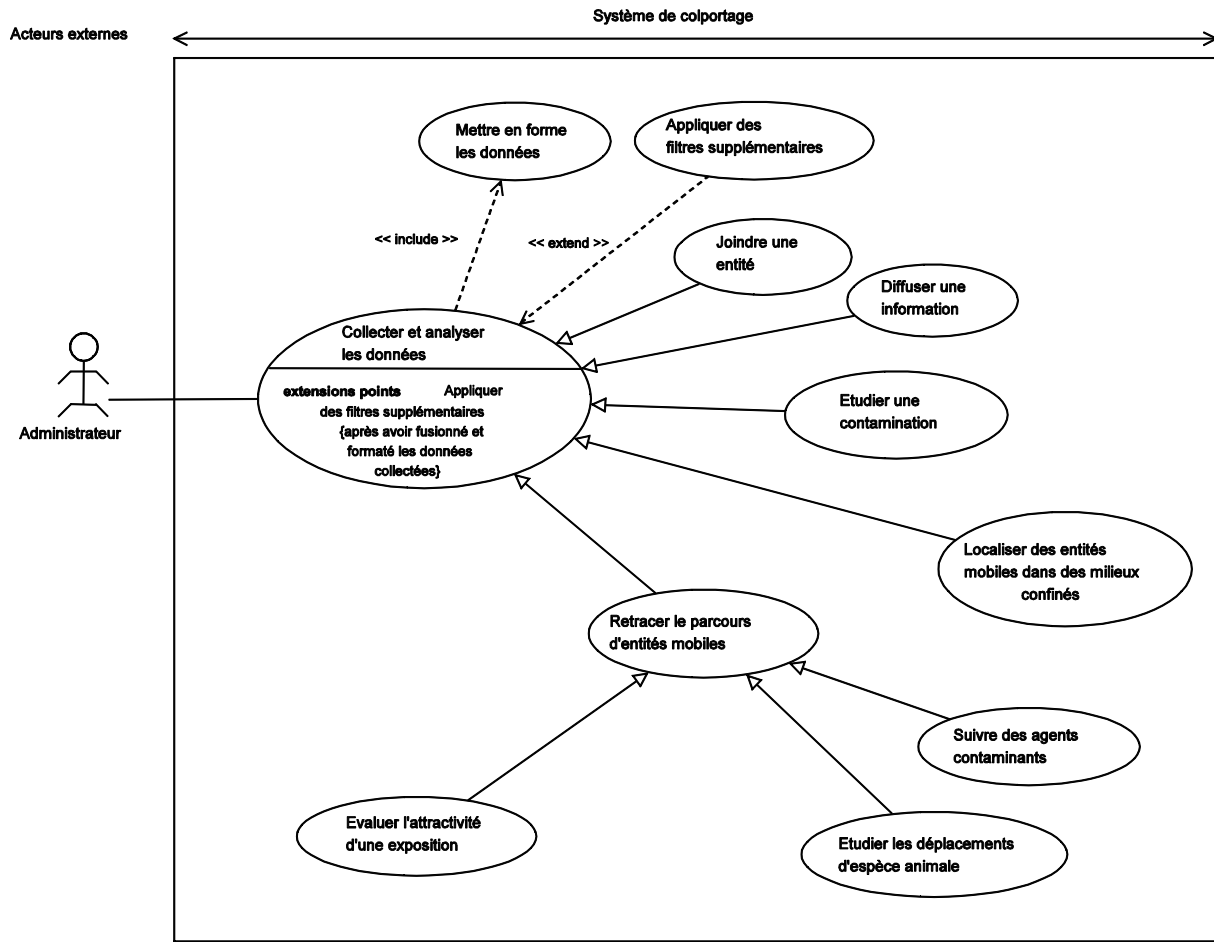 Système de colportage
Acteurs externes
Mettre en forme
les données
Appliquer des
filtres supplémentaires
<< include >>
<< extend >>
Joindre une
entité
Diffuser une
information
Collecter et analyser
les données
extensions points Appliquer
des filtres supplémentaires
{après avoir fusionné et
formaté les données
collectées}
Administrateur
Etudier une
contamination
Localiser des entités
mobiles dans des milieux
confinés
Retracer le parcours
d'entités mobiles
Suivre des agents
contaminants
Evaluer l'attractivité
d'une exposition
Etudier les déplacements
d'espèce animale